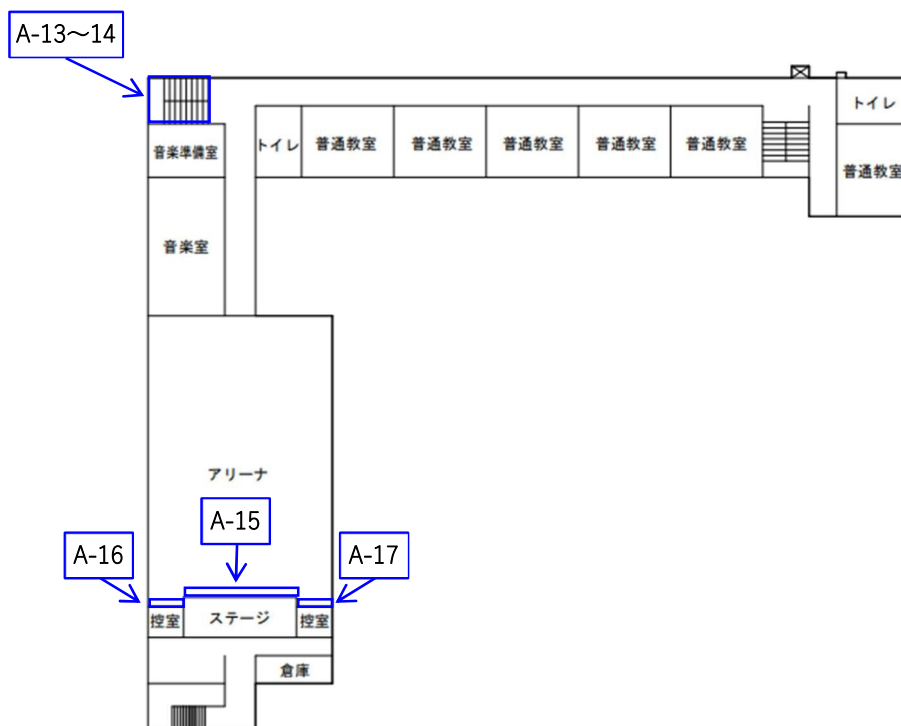 A-13～14
トイレ
トイレ
普通教室
普通教室
普通教室
普通教室
普通教室
音楽準備室
普通教室
音楽室
アリーナ
A-15
A-16
A-17
控室
ステージ
控室
倉庫